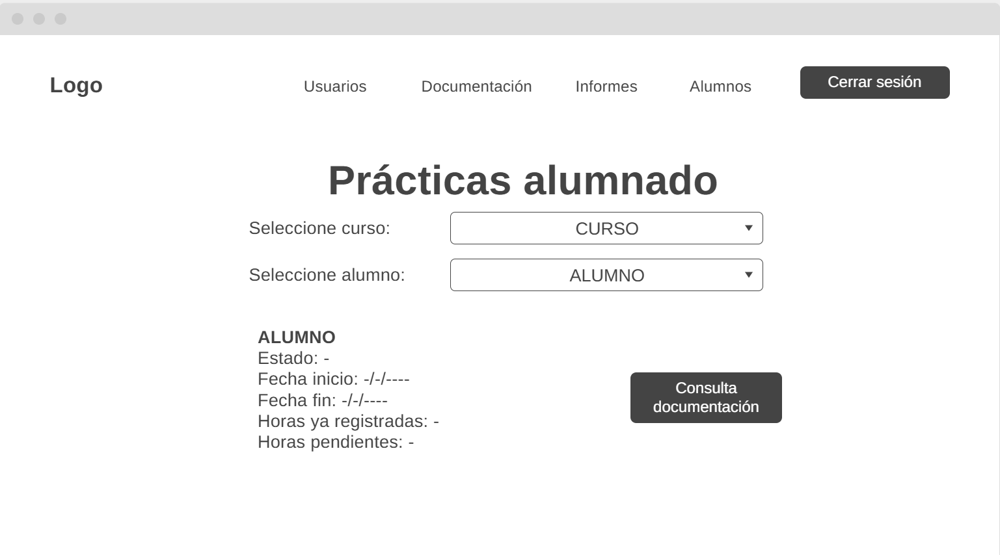 Logo
Usuarios
Documentación
Informes
Alumnos
Cerrar sesión
Prácticas alumnado
Seleccione curso:
CURSO
Seleccione alumno:
ALUMNO
ALUMNO
Estado: -
Fecha inicio: -/-/----
Fecha fin: -/-/----
Horas ya registradas: -
Horas pendientes: -
Consulta
documentación